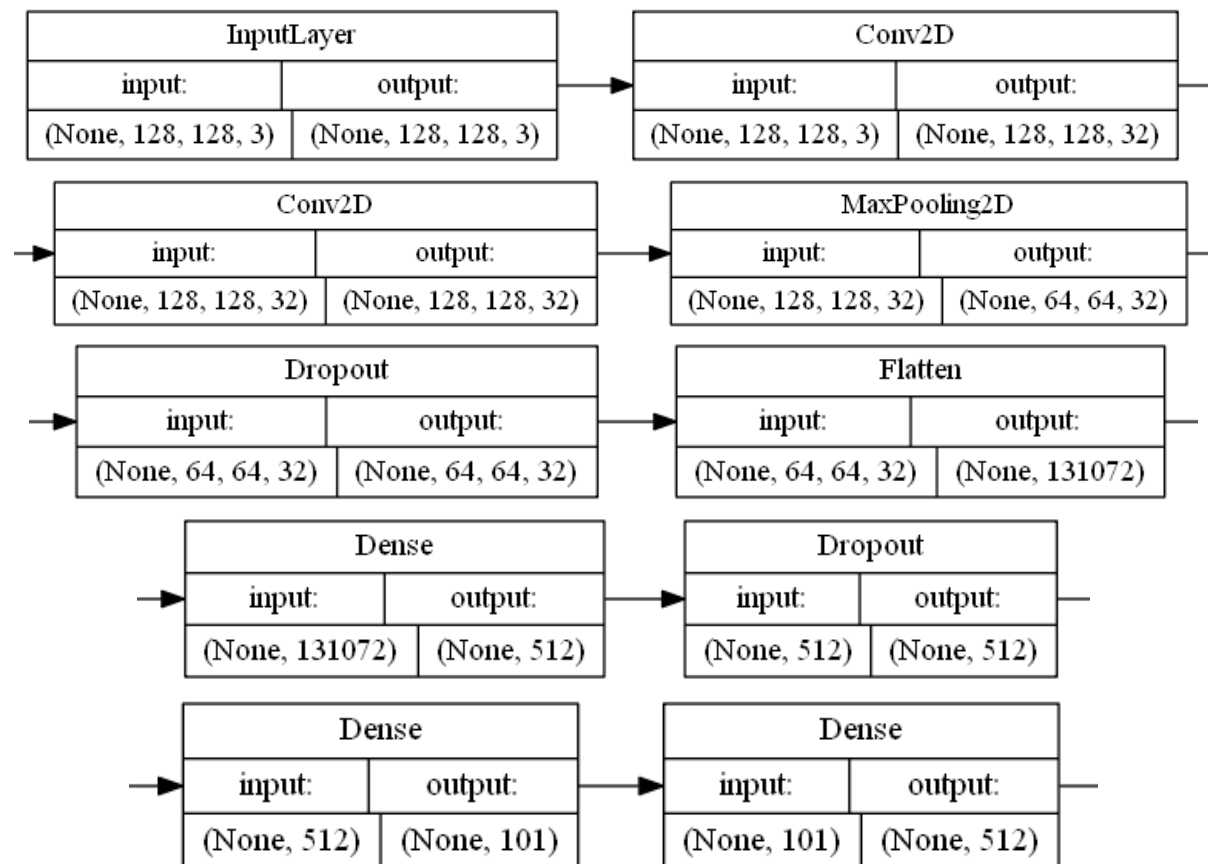 InputLayer
input: output:
(None, 128, 128, 3) (None, 128, 128, 3)
Conv2D
input: output:
(None, 128, 128, 3) (None, 128, 128, 32)
Conv2D
input: output:
(None, 128, 128, 32) (None, 128, 128, 32)
MaxPooling2D
input: output:
(None, 128, 128, 32) (None, 64, 64, 32)
Dropout
input: output:
(None, 64, 64, 32) (None, 64, 64, 32)
Flatten
input: output:
(None, 64, 64, 32) (None, 131072)
Dense
input: output:
(None, 131072) (None, 512)
Dropout
input: output:
(None, 512) (None, 512)
Dense
input: output:
(None, 512) (None, 101)
Dense
input: output:
(None, 101) (None, 512)